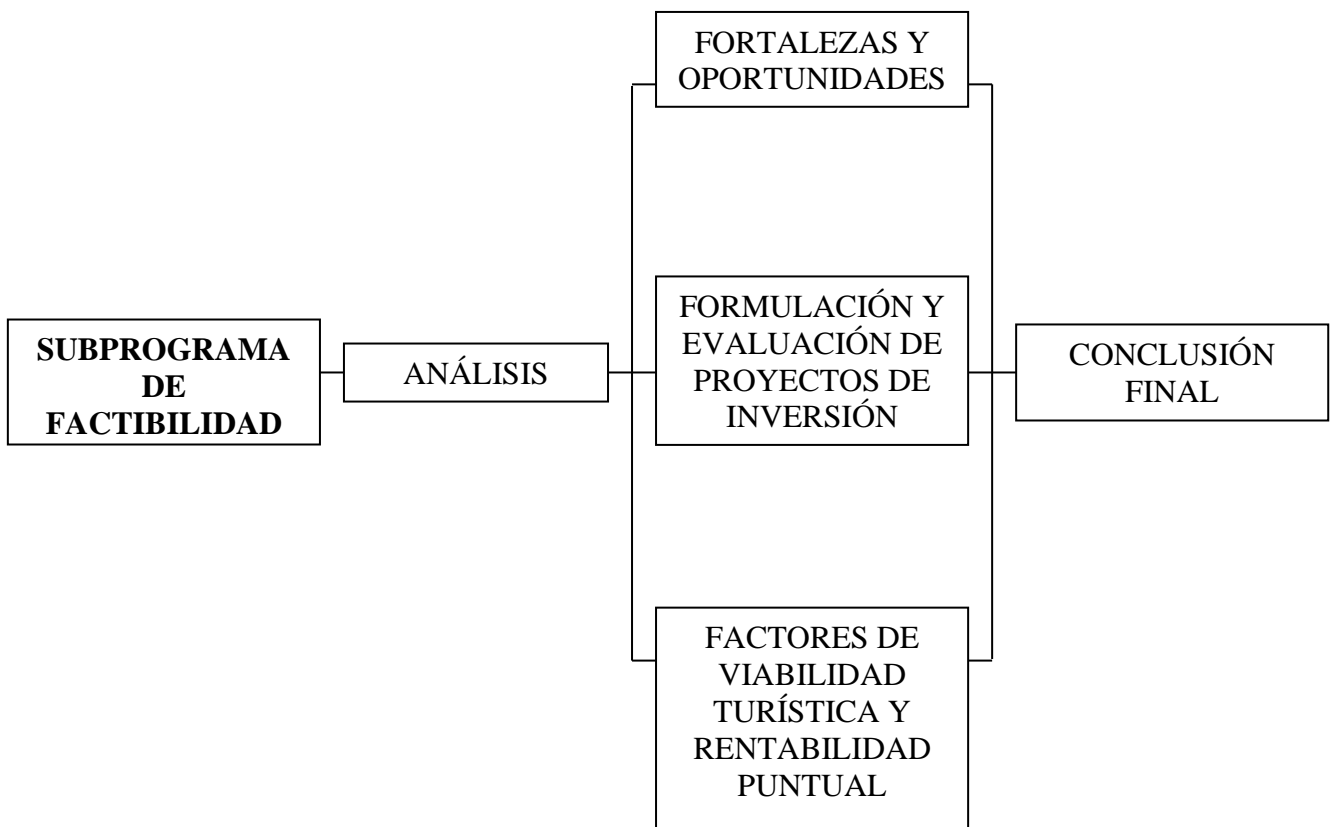 SUBPROGRAMA
DE
FACTIBILIDAD
ANÁLISIS
FORTALEZAS Y
OPORTUNIDADES
FORMULACIÓN Y
EVALUACIÓN DE
PROYECTOS DE
INVERSIÓN
FACTORES DE
VIABILIDAD
TURÍSTICA Y
RENTABILIDAD
PUNTUAL
CONCLUSIÓN
FINAL